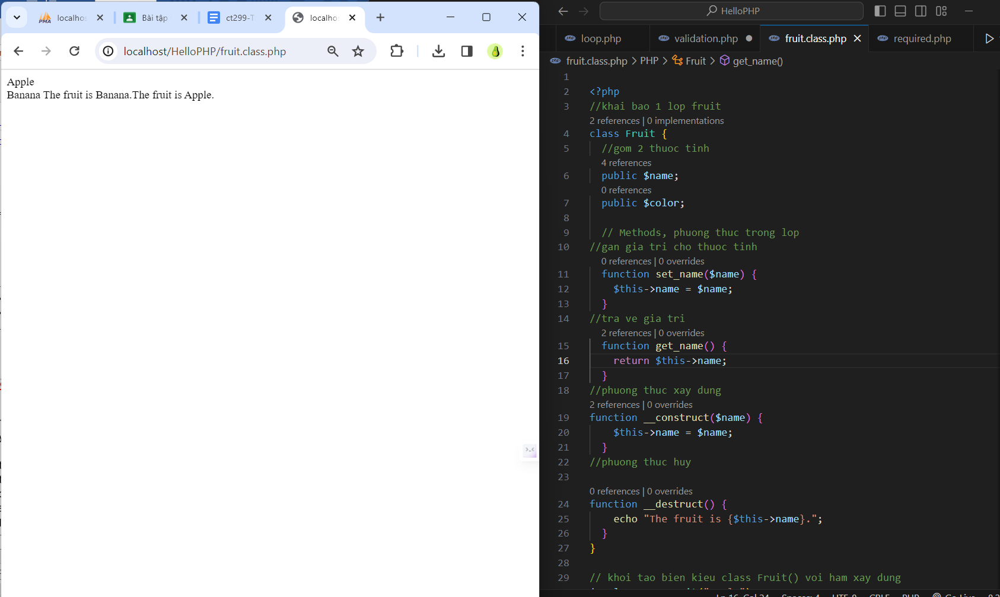 localhos
Bài tập
ct299-T
localho
localhost/HelloPHP/fruit.class.php
Apple
Banana The fruit is Banana.The fruit is Apple.
HelloPHP
loop.php
validation.php
fruit.class.php
required.php
fruit.class.php > PHP > Fruit > get_name()
1
2 <?php
3 //khai bao 1 lop fruit
2 references | 0 implementations
4 class Fruit {
5 //gom 2 thuoc tinh
4 references
6 public $name;
0 references
7 public $color;
8
9 // Methods, phuong thuc trong lop
10 //gan gia tri cho thuoc tinh
0 references | 0 overrides
11 function set_name($name) {
12 $this->name = $name;
13 }
14 //tra ve gia tri
2 references | 0 overrides
15 function get_name() {
16 return $this->name;
17 }
18 //phuong thuc xay dung
2 references | 0 overrides
19 function __construct($name) {
20 $this->name = $name;
21 }
22 //phuong thuc huy
23
0 references | 0 overrides
24 function __destruct() {
25 echo "The fruit is {$this->name}.";
26 }
27 }
28
29 // khoi tao bien kieu class Fruit() voi ham xay dung